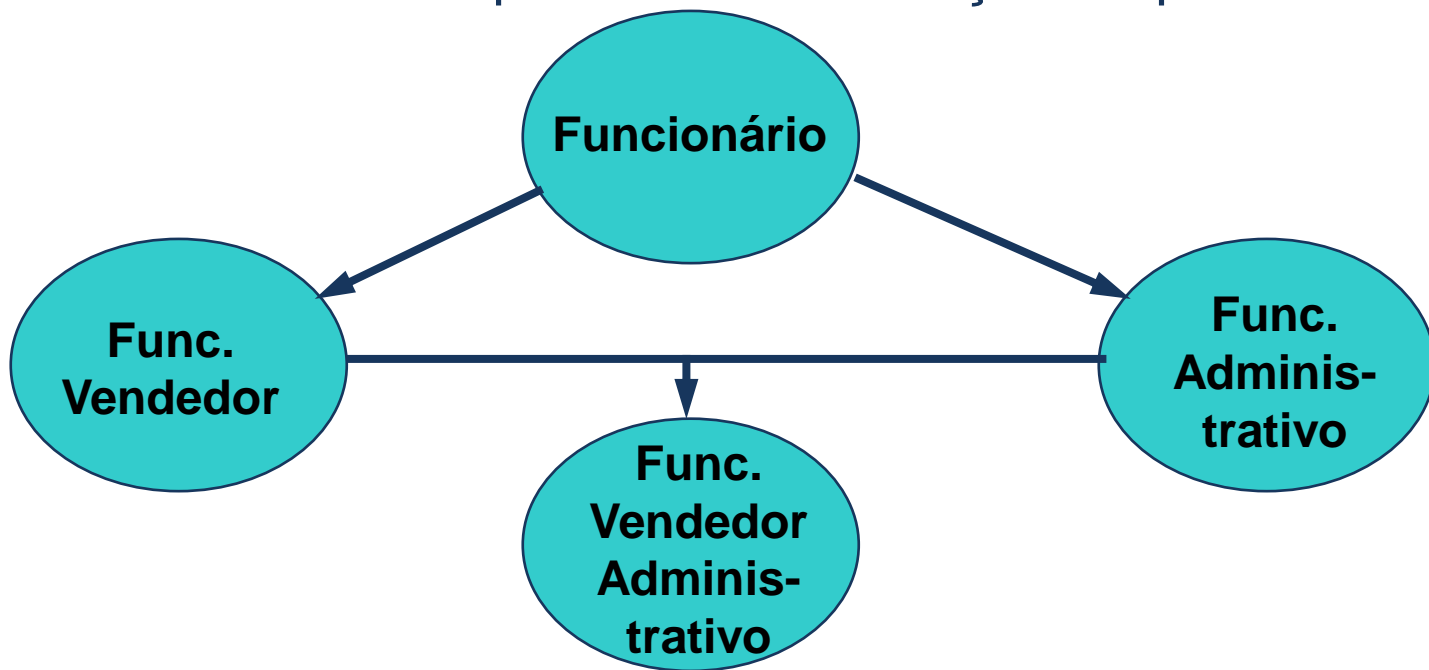 Funcionário
Func.
Vendedor
Func.
Adminis-
trativo
Func.
Vendedor
Adminis-
trativo